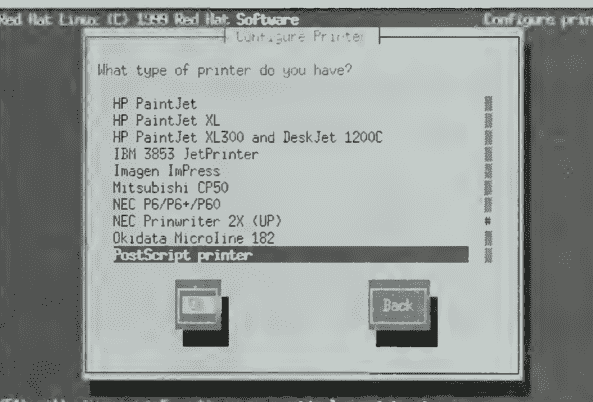 Red Hat Linux (C) 1999 Red Hat Software
Configure prin
Configure Printer
What type of printer do you have?
HP PaintJet
HP PaintJet XL
HP PaintJet XL300 and DeskJet 1200C
IBM 3853 JetPrinter
Imagen ImPress
Mitsubishi CP50
NEC P6/P6+/P60
NEC Prinwriter 2X (UP)
#
Okidata Microline 182
PostScript printer
Back